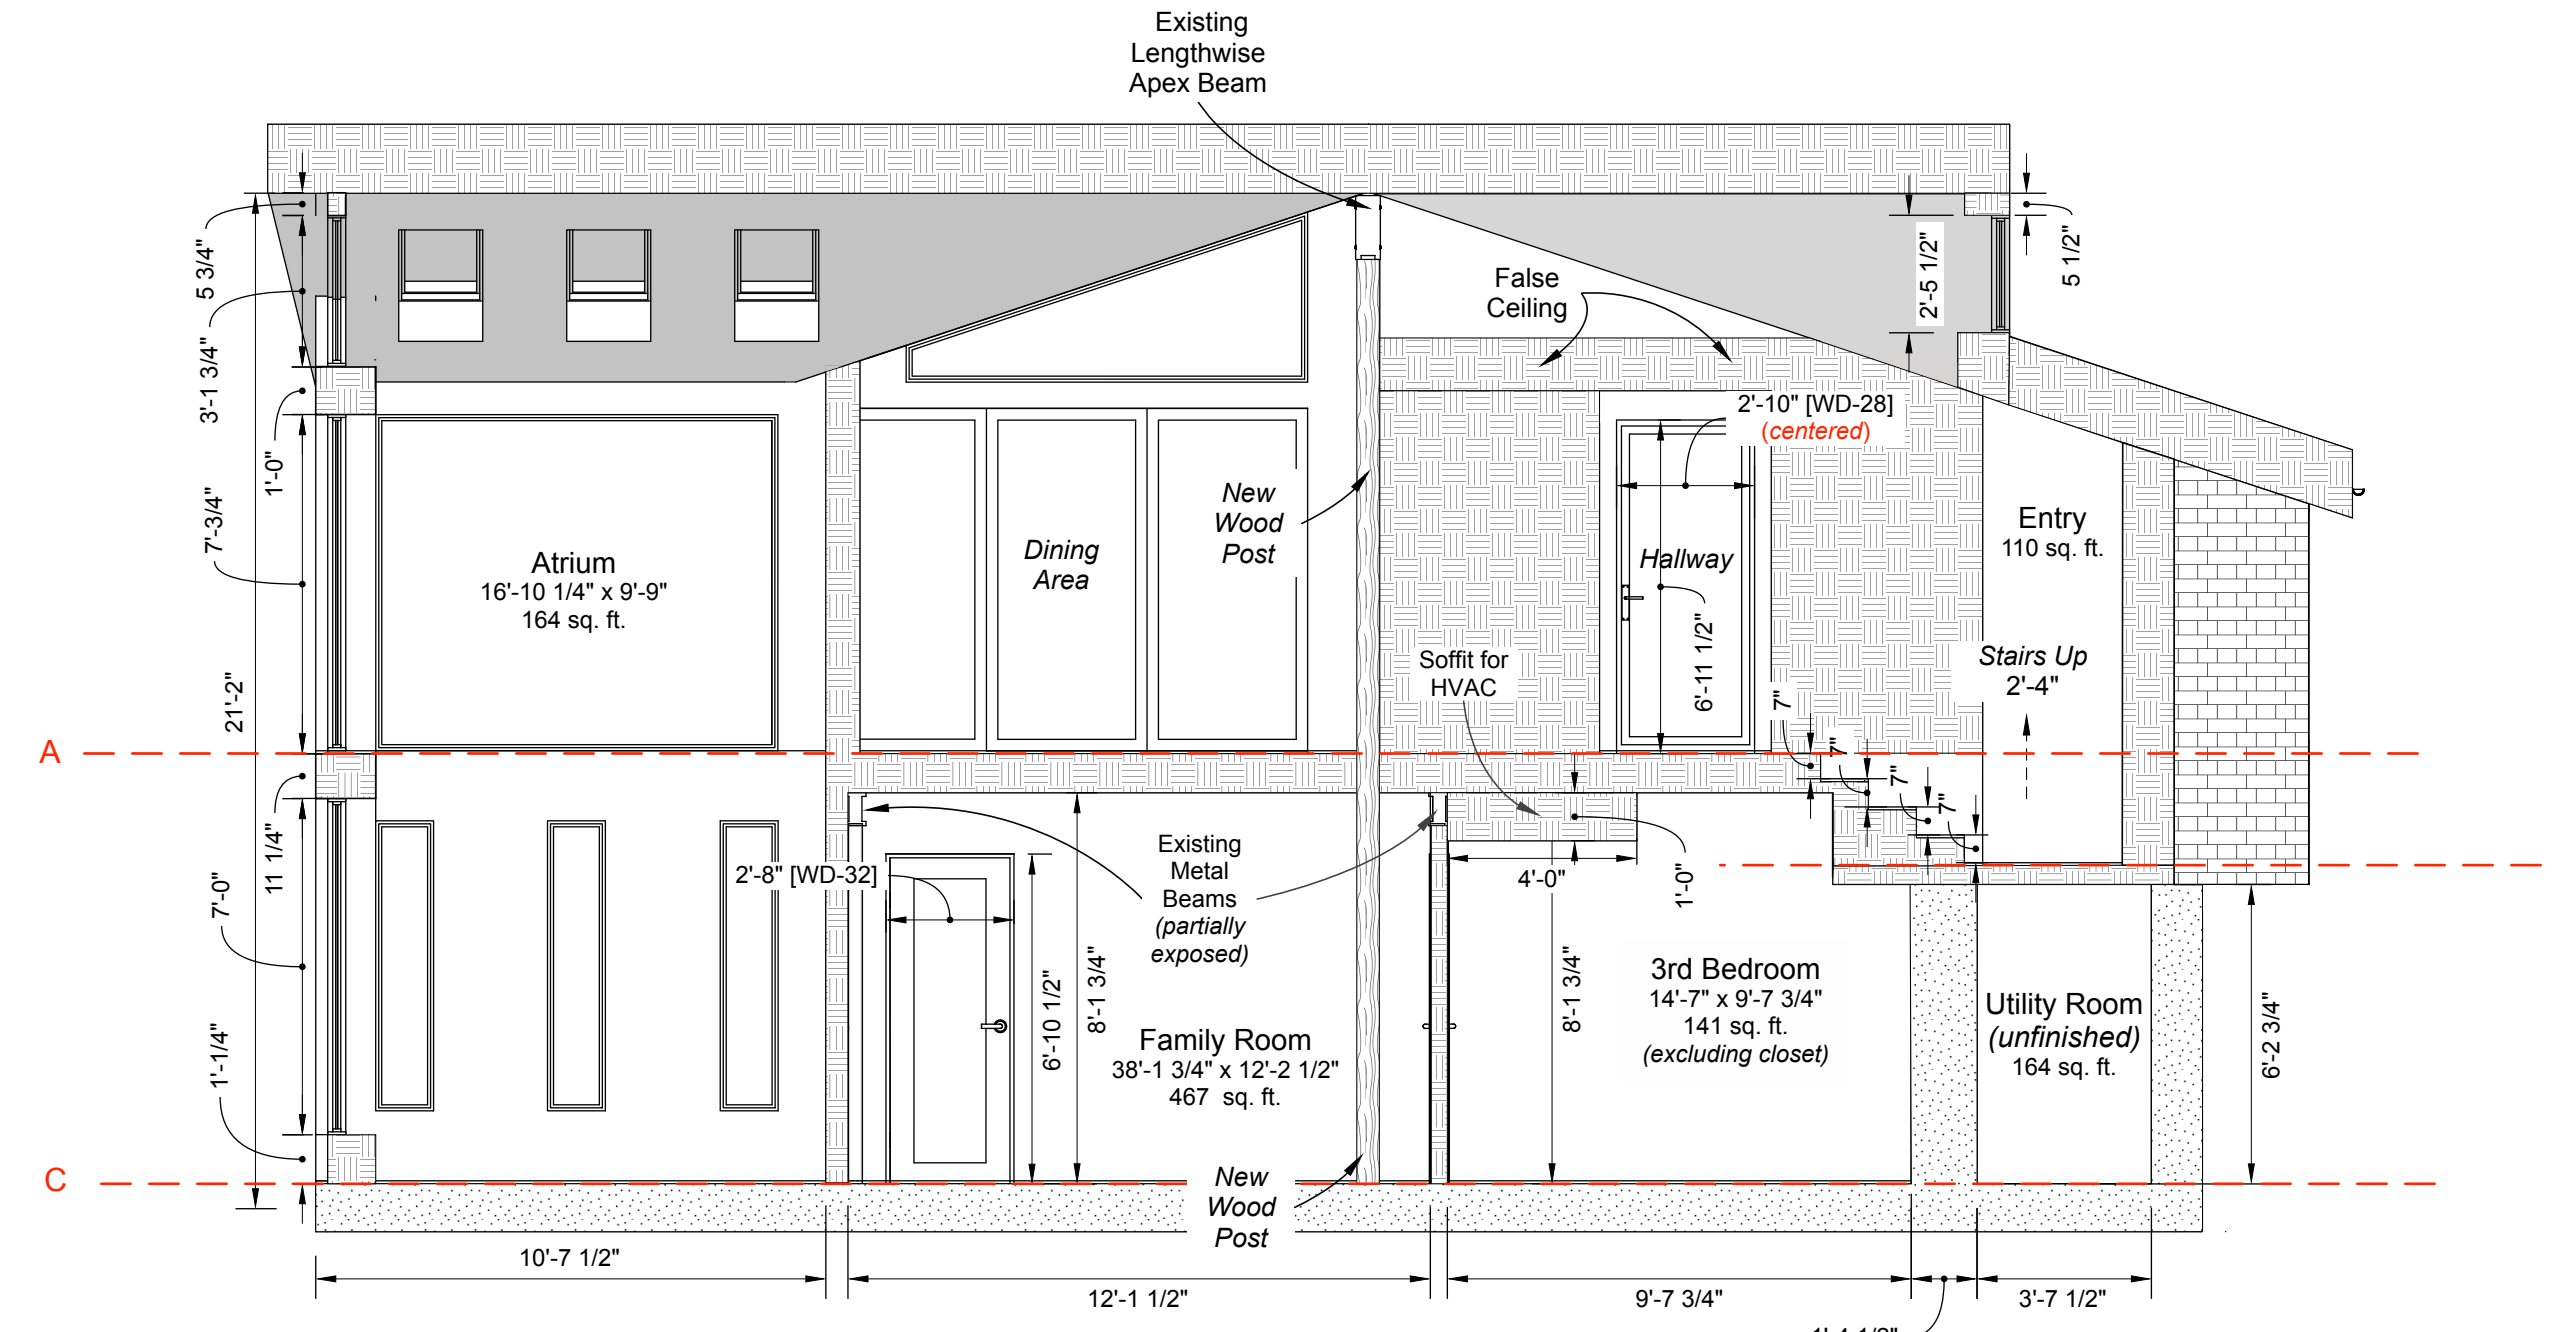 Existing
Lengthwise
Apex Beam
5 3/4"
3'-1 3/4"
1'-0"
7'-3/4"
21'-2"
11 1/4"
7'-0"
1'-1/4"
False
Ceiling
2'-5 1/2"
5 1/2"
2'-10" [WD-28]
(centered)
Atrium
16'-10 1/4" x 9'-9"
164 sq. ft.
Dining
Area
New
Wood
Post
Hallway
6'-11 1/2"
Soffit for
HVAC
Entry
110 sq. ft.
Stairs Up
2'-4"
7"
7"
7"
7"
A
2'-8" [WD-32]
Existing
Metal
Beams
(partially
exposed)
6'-10 1/2"
8'-1 3/4"
Family Room
38'-1 3/4" x 12'-2 1/2"
467 sq. ft.
4'-0"
1'-0"
8'-1 3/4"
3rd Bedroom
14'-7" x 9'-7 3/4"
141 sq. ft.
(excluding closet)
Utility Room
(unfinished)
164 sq. ft.
6'-2 3/4"
C
New
Wood
Post
10'-7 1/2"
12'-1 1/2"
9'-7 3/4"
3'-7 1/2"